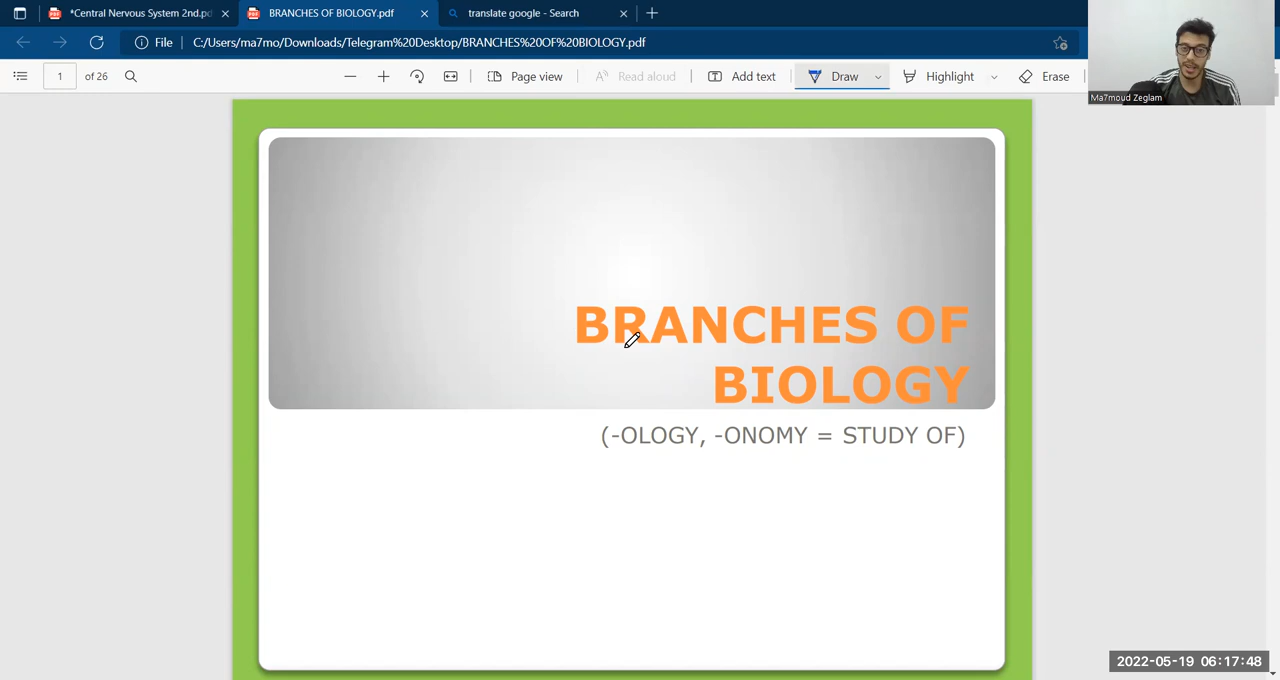 *Central Nervous System 2nd.pd
BRANCHES OF BIOLOGY.pdf
translate google - Search
File
C:/Users/ma7mo/Downloads/Telegram%20Desktop/BRANCHES%20OF%20BIOLOGY.pdf
1 of 26
Page view
Read aloud
Add text
Draw
Highlight
Erase
Ma7moud Zeglam
BRANCHES OF
BIOLOGY
(-OLOGY, -ONOMY = STUDY OF)
2022-05-19 06:17:48